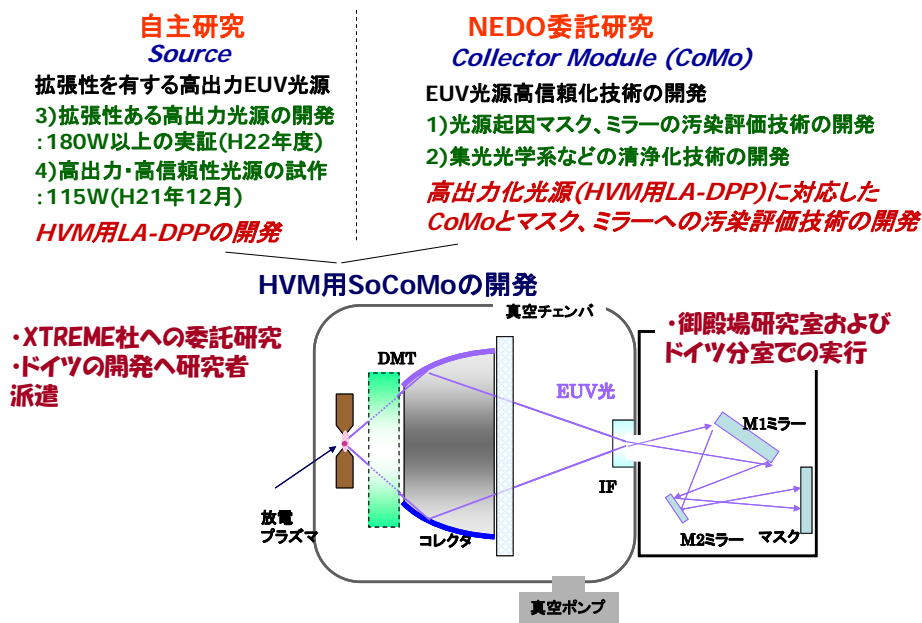 自主研究
Source
拡張性を有する高出力EUV光源
3)拡張性ある高出力光源の開発
:180W以上の実証(H22年度)
4)高出力・高信頼性光源の試作
:115W(H21年12月)
HVM用LA-DPPの開発
NEDO委託研究
Collector Module (CoMo)
EUV光源高信頼化技術の開発
1)光源起因マスク、ミラーの汚染評価技術の開発
2)集光光学系などの清浄化技術の開発
高出力化光源(HVM用LA-DPP)に対応した
CoMoとマスク、ミラーへの汚染評価技術の開発
HVM用SoCoMoの開発
・XTREME社への委託研究
・ドイツの開発へ研究者
派遣
真空チェンバ
DMT
EUV光
IF
放電
プラズマ
コレクタ
真空ポンプ
・御殿場研究室および
ドイツ分室での実行
M1ミラー
M2ミラー
マスク